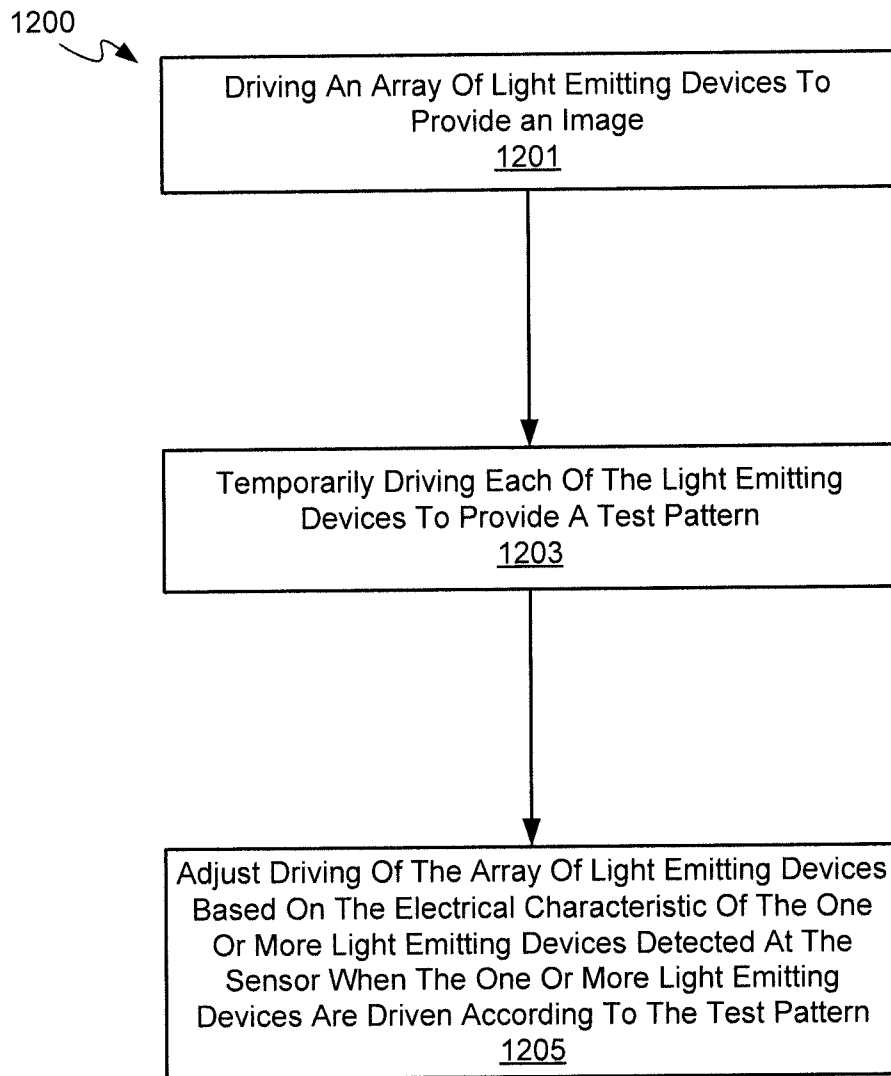 1200
Driving An Array Of Light Emitting Devices To
Provide an Image
1201
Temporarily Driving Each Of The Light Emitting
Devices To Provide A Test Pattern
1203
Adjust Driving Of The Array Of Light Emitting Devices
Based On The Electrical Characteristic Of The One
Or More Light Emitting Devices Detected At The
Sensor When The One Or More Light Emitting
Devices Are Driven According To The Test Pattern
1205